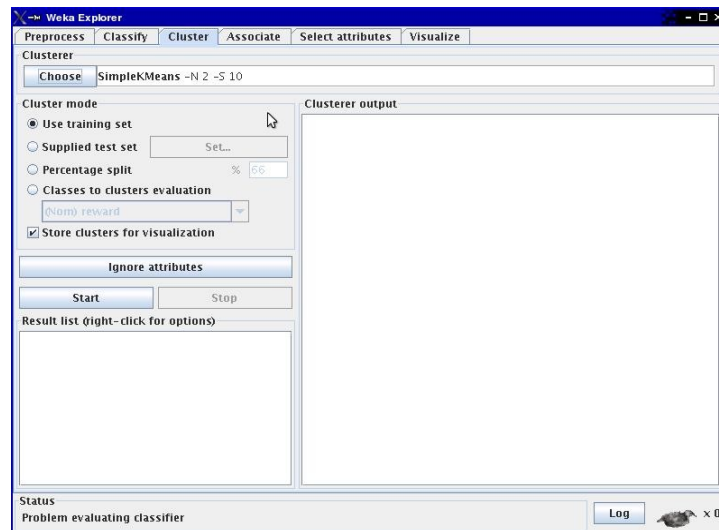 Weka Explorer
Preprocess Classify Cluster Associate Select attributes Visualize
Clusterer
Choose SimpleKMeans -N 2 -S 10
Cluster mode
Use training set
Supplied test set Set...
Percentage split % 66
Classes to clusters evaluation
(Nom) reward
Store clusters for visualization
Ignore attributes
Start Stop
Result list (right-click for options)
Clusterer output
Status
Problem evaluating classifier
Log x 0